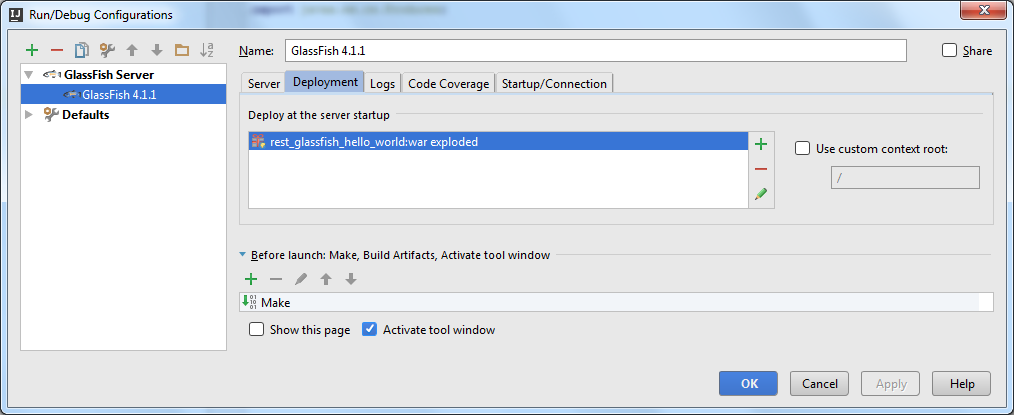 Run/Debug Configurations
Name: GlassFish 4.1.1 Share
GlassFish Server
GlassFish 4.1.1
Defaults
Server Deployment Logs Code Coverage Startup/Connection
Deploy at the server startup
rest_glassfish_hello_world:war exploded
Use custom context root:
/
Before launch: Make, Build Artifacts, Activate tool window
Make
Show this page Activate tool window
OK Cancel Apply Help